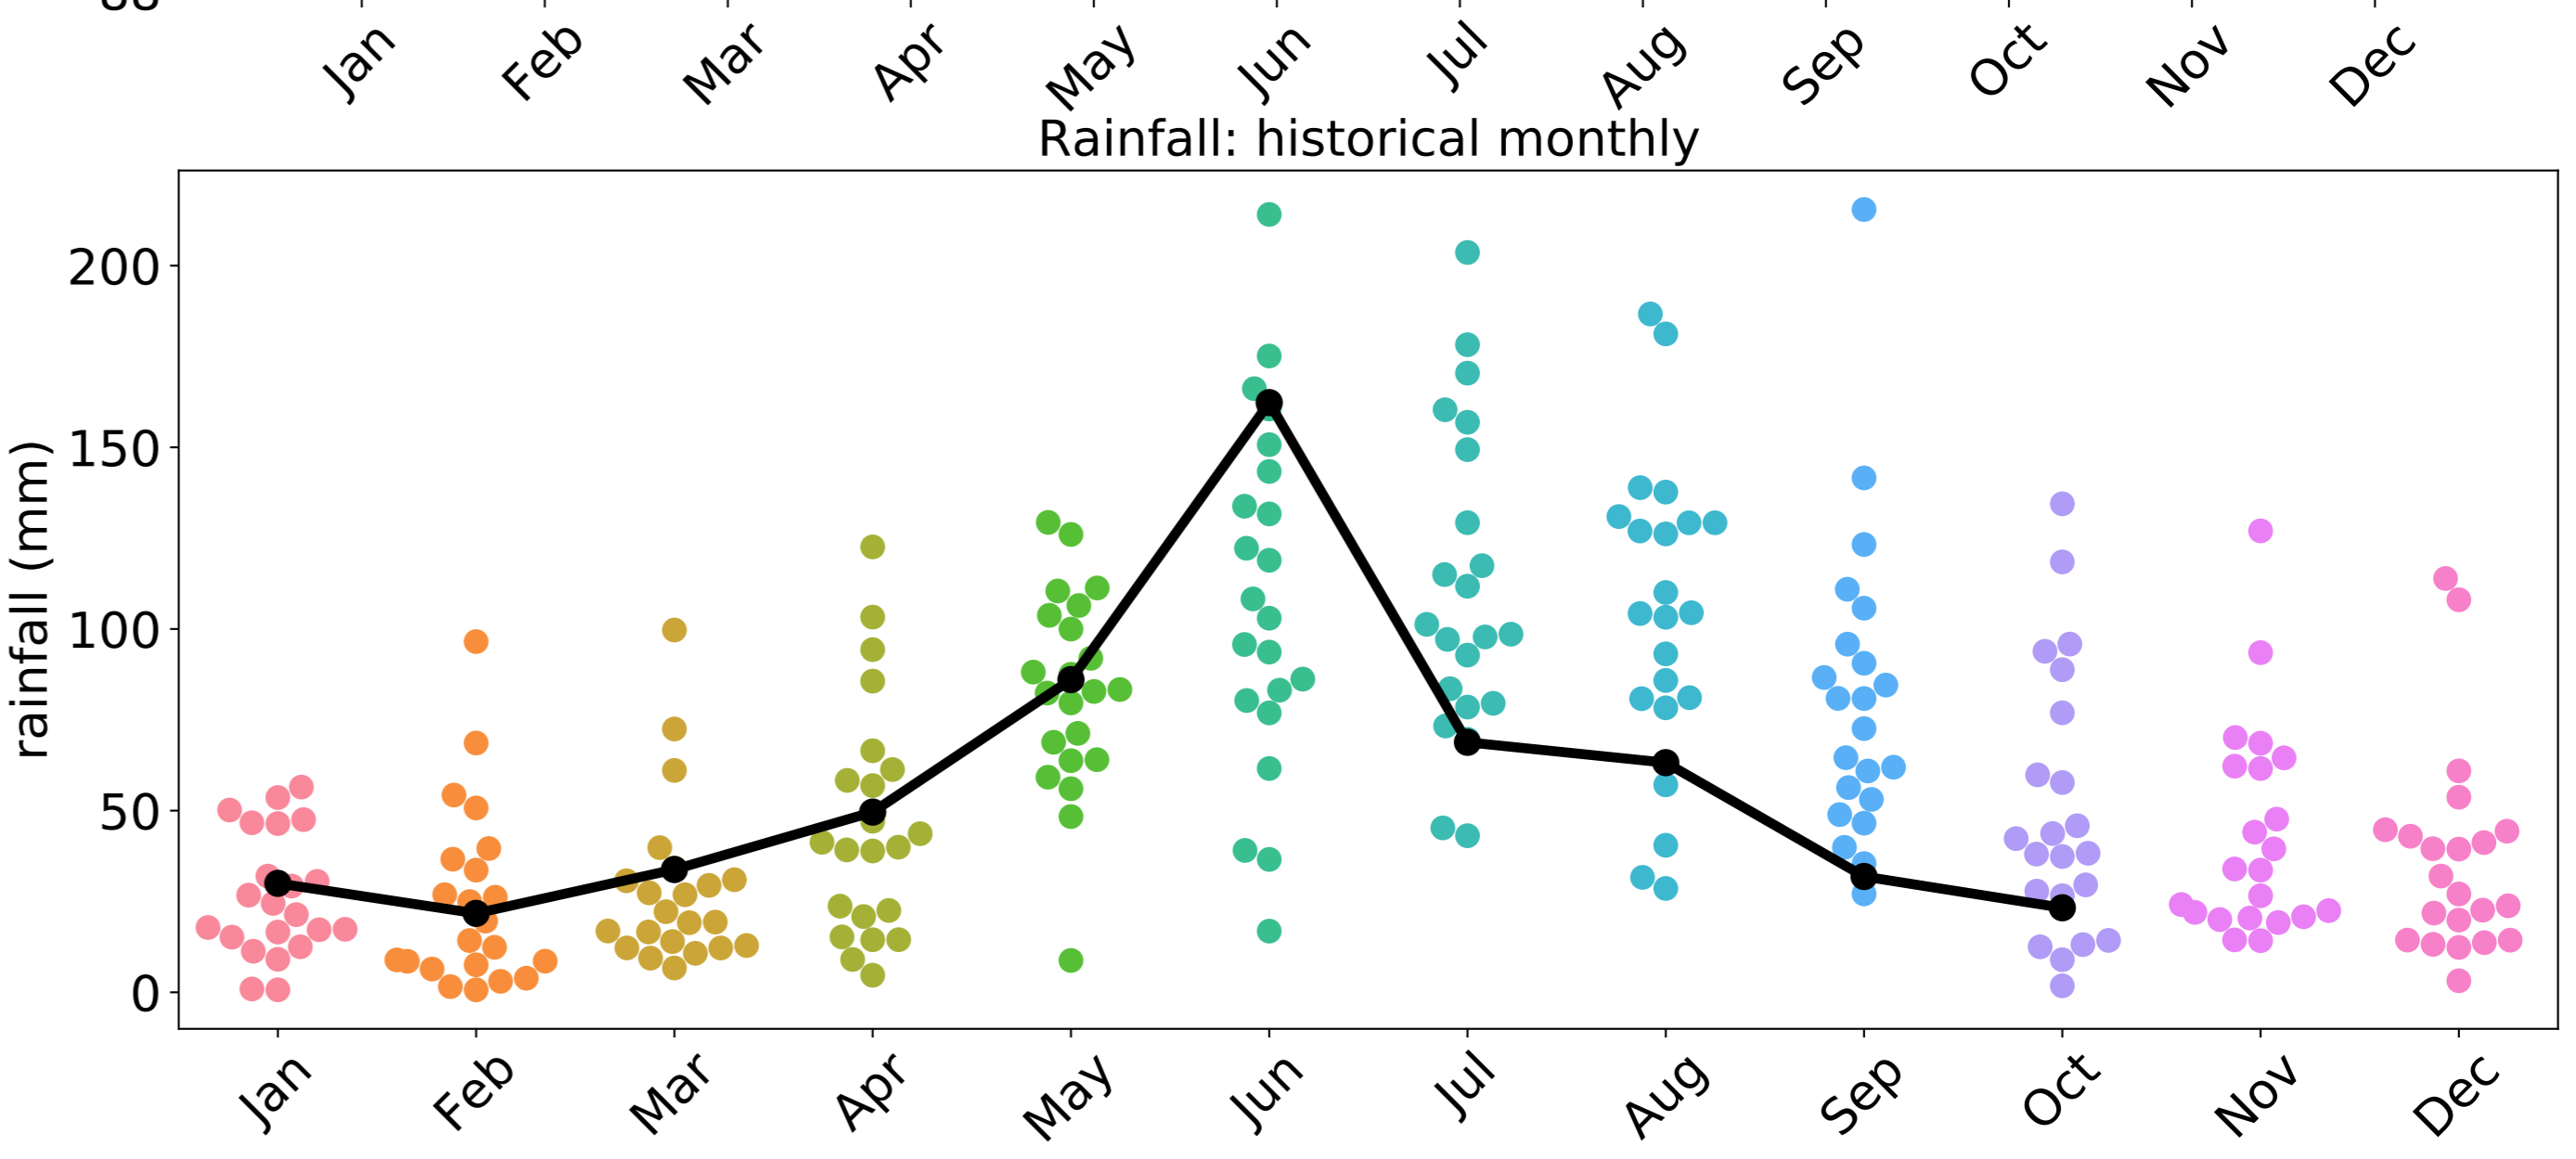 Jan Feb Mar Apr May Jun Jul Aug Sep Oct Nov Dec
Rainfall: historical monthly
rainfall (mm)
200
150
100
50
0
Jan Feb Mar Apr May Jun Jul Aug Sep Oct Nov Dec